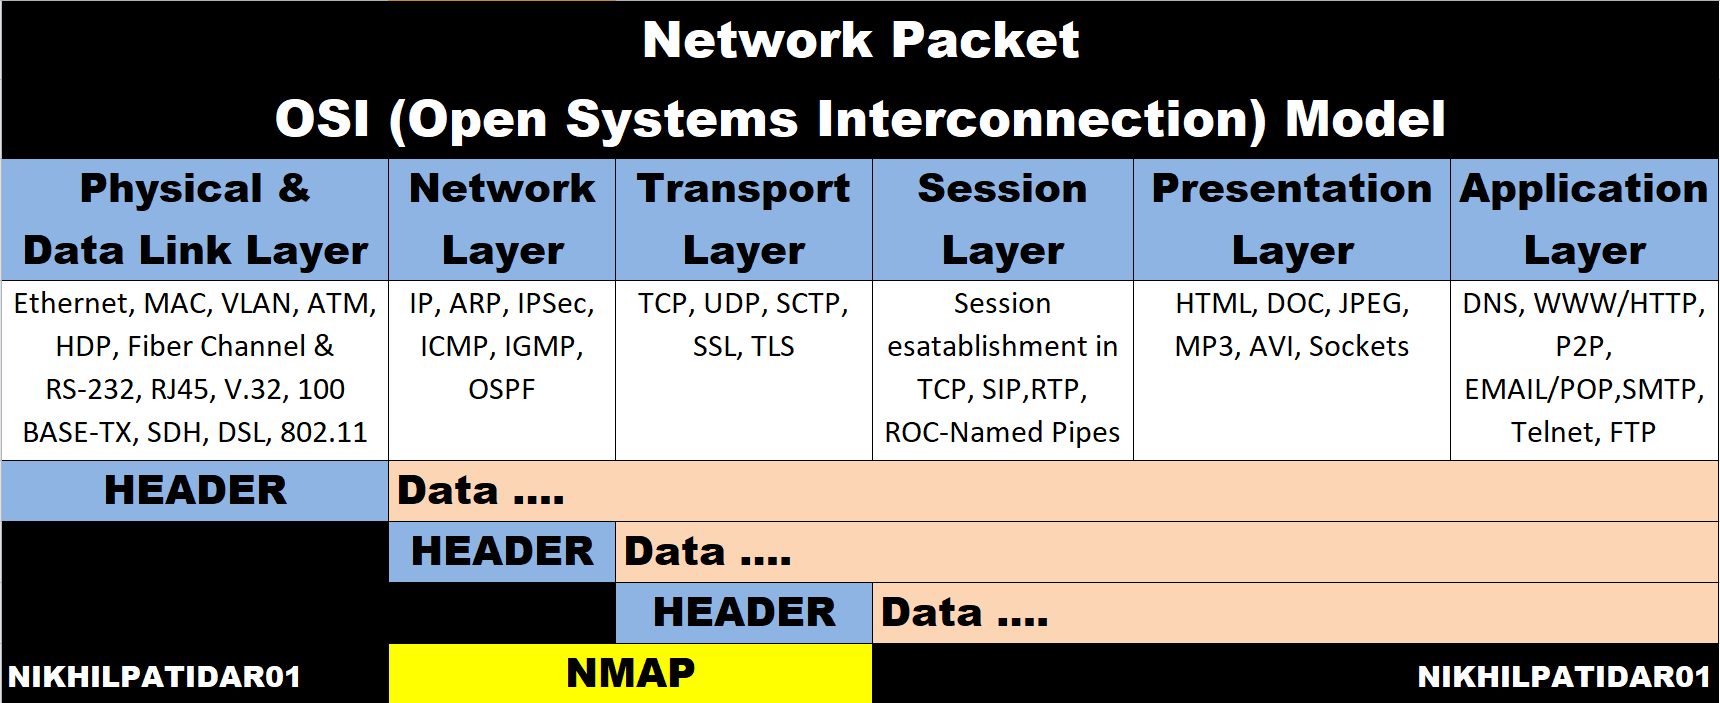 Network Packet
OSI (Open Systems Interconnection) Model
Physical &
Data Link Layer
Network
Layer
Transport
Layer
Session
Layer
Presentation
Layer
Application
Layer
Ethernet, MAC, VLAN, ATM,
HDP, Fiber Channel &
RS-232, RJ45, V.32, 100
BASE-TX, SDH, DSL, 802.11
IP, ARP, IPSec,
ICMP, IGMP,
OSPF
TCP, UDP, SCTP,
SSL, TLS
Session
esatablishment in
TCP, SIP,RTP,
ROC-Named Pipes
HTML, DOC, JPEG,
MP3, AVI, Sockets
DNS, WWW/HTTP,
P2P,
EMAIL/POP,SMTP,
Telnet, FTP
HEADER
Data ....
HEADER
Data ....
HEADER
Data ....
NIKHILPATIDAR01
NMAP
NIKHILPATIDAR01